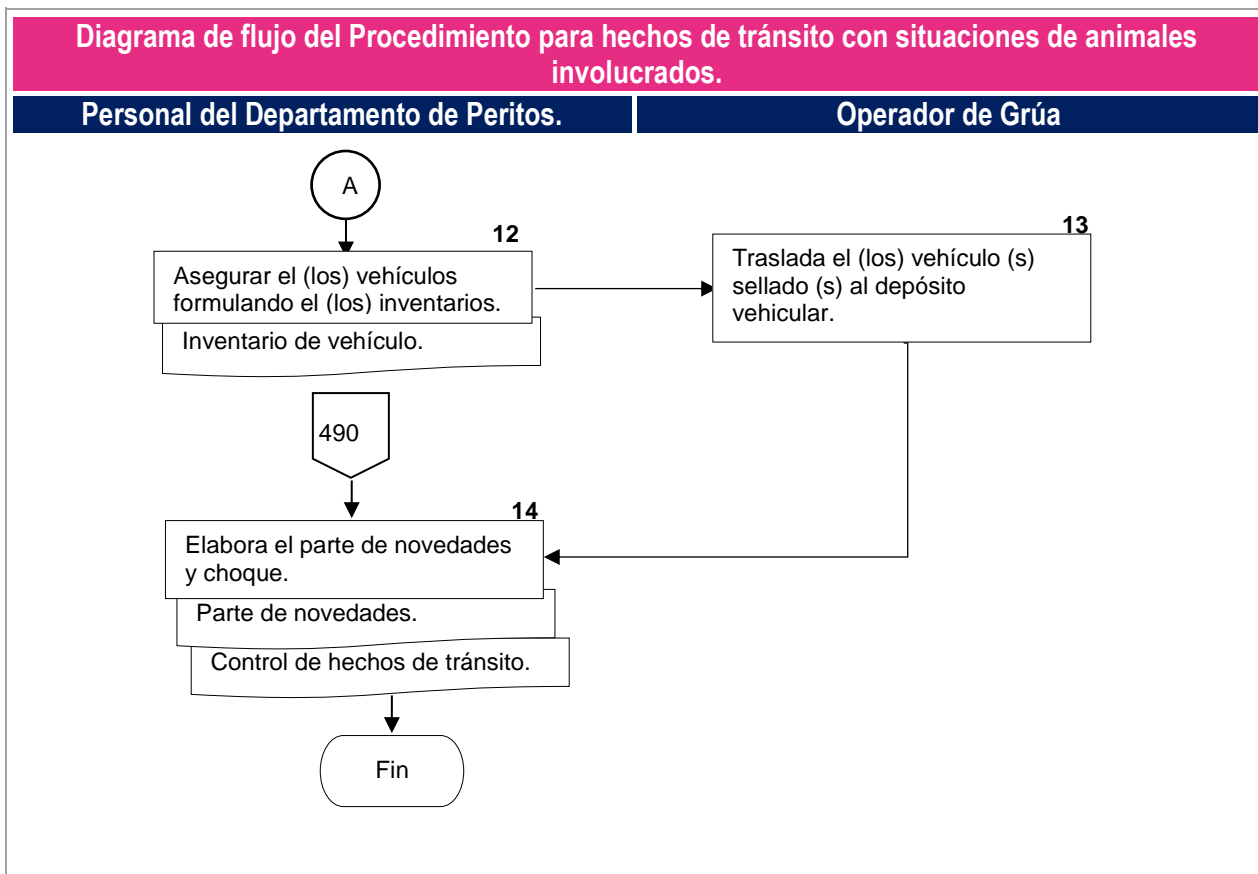 Diagrama de flujo del Procedimiento para hechos de tránsito con situaciones de animales
involucrados.
Personal del Departamento de Peritos.
Operador de Grúa
A
12
Asegurar el (los) vehículos
formulando el (los) inventarios.
Inventario de vehículo.
13
Traslada el (los) vehículo (s)
sellado (s) al depósito
vehicular.
490
14
Elabora el parte de novedades
y choque.
Parte de novedades.
Control de hechos de tránsito.
Fin